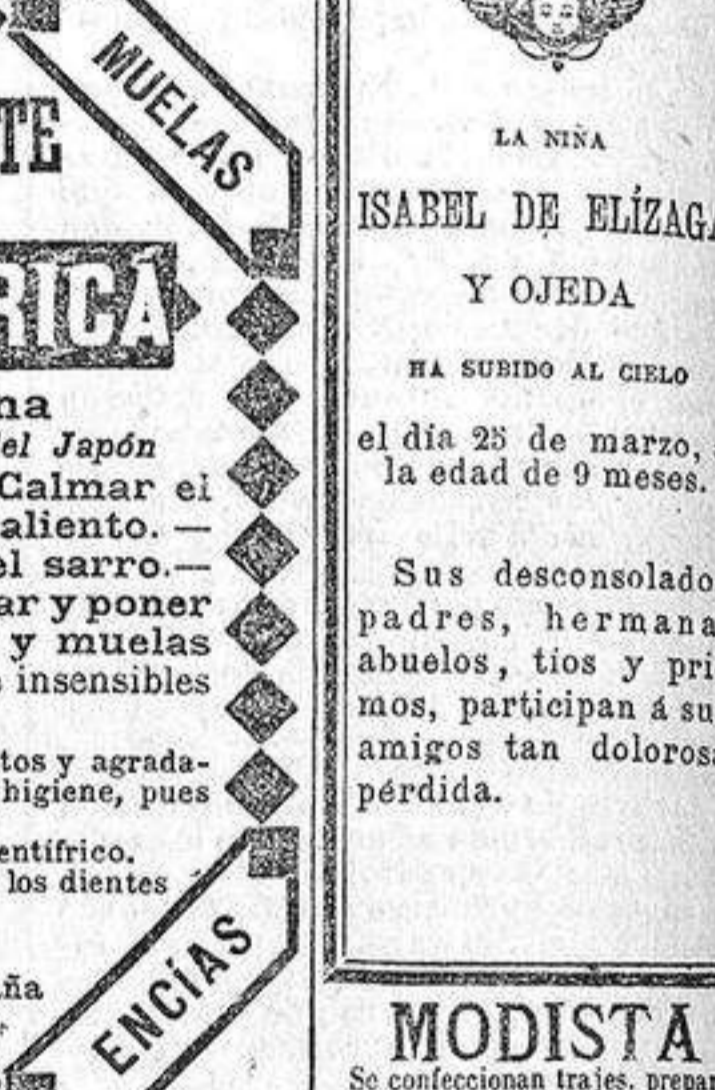 MUELAS
TE
RICA
na
el Japón
Calmar el
aliento. —
el sarro.—
ar y poner
y muelas
insensibles
tos y agrada-
higiene, pues
entífrico.
los dientes
ña
ENCÍAS
LA NIÑA
ISABEL DE ELÍZAGA
Y OJEDA
HA SUBIDO AL CIELO
el día 25 de marzo,
la edad de 9 meses.
Sus desconsolado
padres, hermana
abuelos, tios y pri
mos, participan á su
amigos tan dolorosa
pérdida.
MODISTA
Se confeccionan trajes, prepar